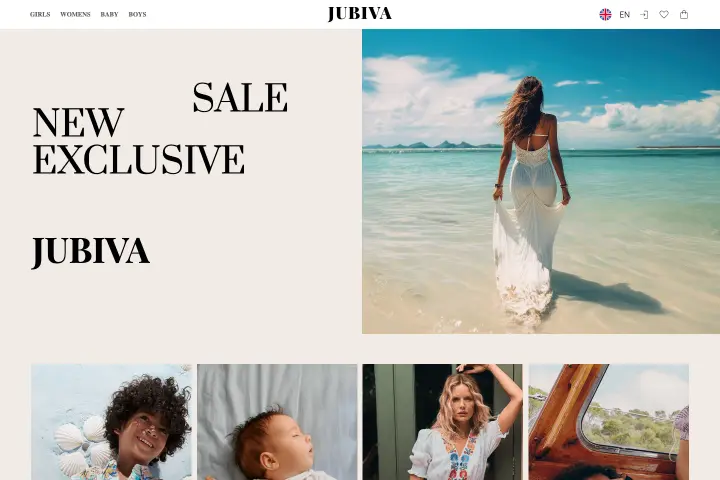 GIRLS WOMENS BABY BOYS JUBIVA EN
SALE
NEW
EXCLUSIVE
JUBIVA